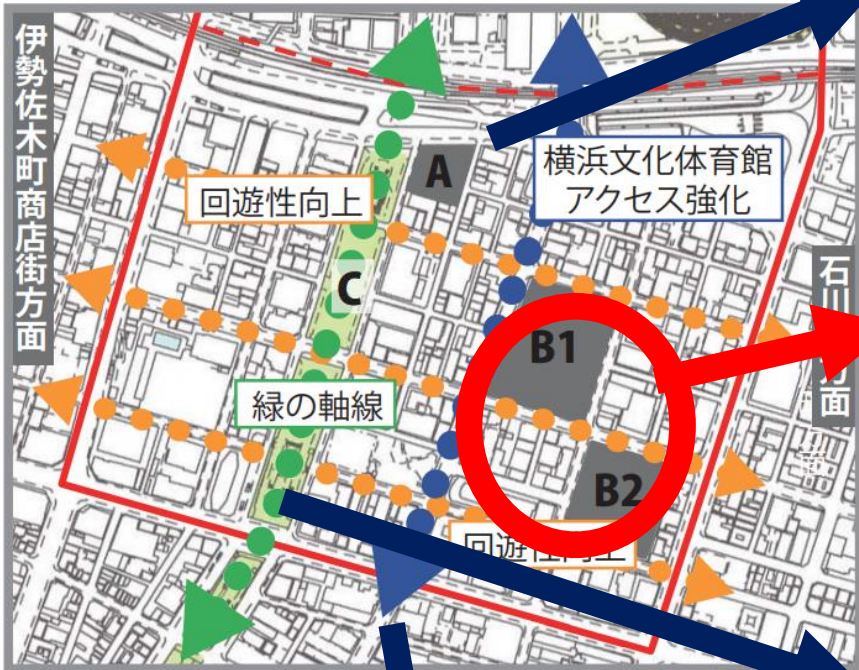 伊勢佐木町商店街方面
A
横浜文化体育館
アクセス強化
回遊性向上
C
石川
方面
B1
緑の軸線
B2
回遊性向上